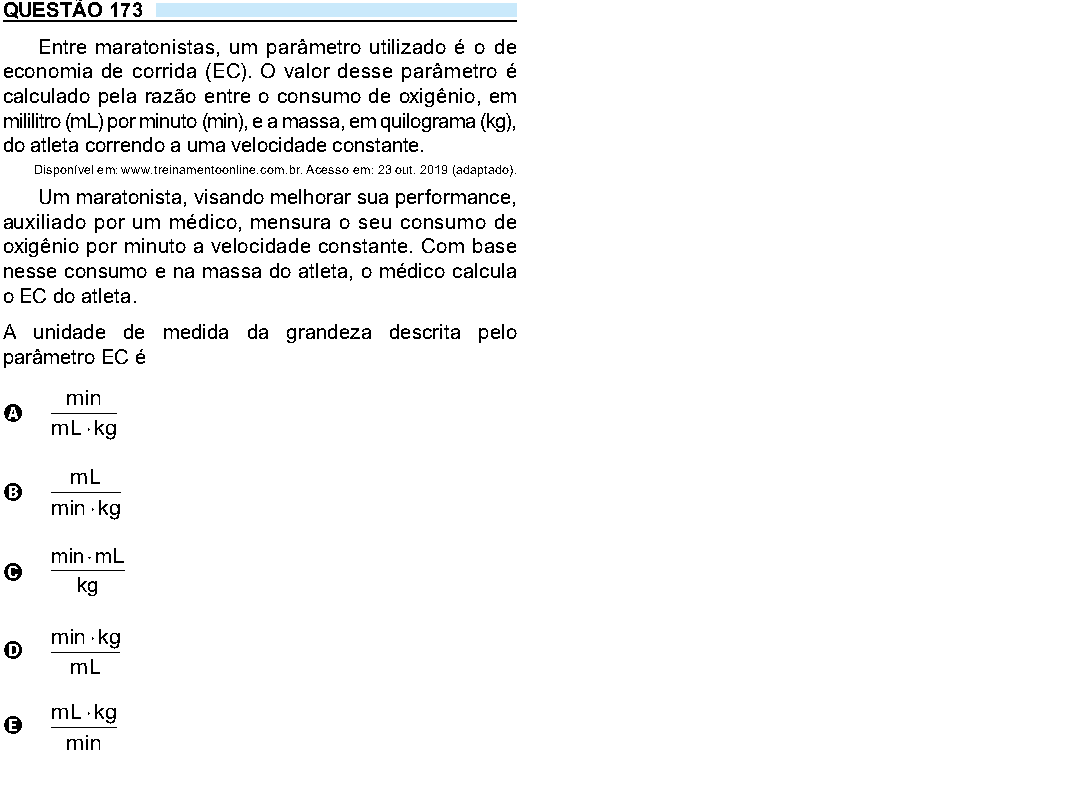 QUESTÃO 173
Entre maratonistas, um parâmetro utilizado é o de
economia de corrida (EC). O valor desse parâmetro é
calculado pela razão entre o consumo de oxigênio, em
mililitro (mL) por minuto (min), e a massa, em quilograma (kg),
do atleta correndo a uma velocidade constante.
Disponível em: www.treinamentoonline.com.br. Acesso em: 23 out. 2019 (adaptado).
Um maratonista, visando melhorar sua performance,
auxiliado por um médico, mensura o seu consumo de
oxigênio por minuto a velocidade constante. Com base
nesse consumo e na massa do atleta, o médico calcula
o EC do atleta.
A unidade de medida da grandeza descrita pelo
parâmetro EC é
min
A
mL·kg
mL
B
min·kg
min·mL
C
kg
min·kg
D
mL
mL·kg
E
min